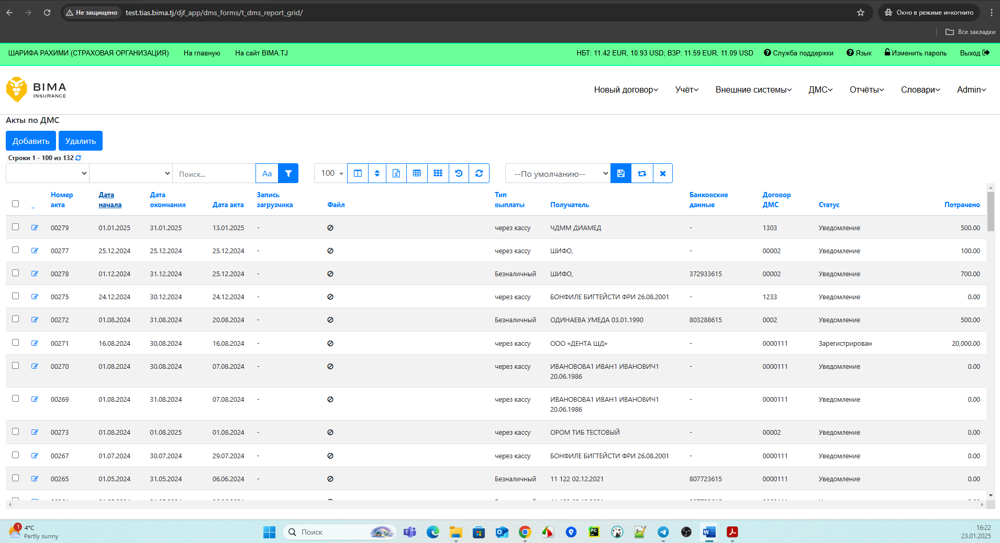 Не защищено test.tias.bima.tj/djf_app/dms_forms/t_dms_report_grid/ Окно в режиме инкогнито
Все закладки
ШАРИФА РАХИМИ (СТРАХОВАЯ ОРГАНИЗАЦИЯ) На главную На сайт BIMA.TJ НБТ: 11.42 EUR, 10.93 USD; ВЗР: 11.59 EUR, 11.09 USD Служба поддержки Язык Изменить пароль Выход
BIMA
INSURANCE
Новый договор Учёт Внешние системы ДМС Отчёты Словари Admin
Акты по ДМС
Добавить Удалить
Строки 1 - 100 из 132
Поиск... Aa 100 --По умолчанию--
Номер акта Дата начала Дата окончания Дата акта Запись загрузчика Файл Тип выплаты Получатель Банковские данные Договор ДМС Статус Потрачено
00279 01.01.2025 31.01.2025 13.01.2025 - через кассу ЧДММ ДИАМЕД - 1303 Уведомление 500.00
00277 25.12.2024 25.12.2024 25.12.2024 - через кассу ШИФО, - 00002 Уведомление 100.00
00278 01.12.2024 31.12.2024 25.12.2024 - Безналичный ШИФО, 372933615 00002 Уведомление 700.00
00275 24.12.2024 30.12.2024 24.12.2024 - через кассу БОНФИЛЕ БИГТЕЙСТИ ФРИ 26.08.2001 - 1233 Уведомление 0.00
00272 01.08.2024 31.08.2024 20.08.2024 - Безналичный ОДИНАЕВА УМЕДА 03.01.1990 803288615 0002 Уведомление 500.00
00271 16.08.2024 30.08.2024 16.08.2024 - через кассу ООО «ДЕНТА ШД» - 0000111 Зарегистрирован 20,000.00
00270 01.08.2024 30.08.2024 07.08.2024 - через кассу ИВАНОВОВА1 ИВАН1 ИВАНОВИЧ1 20.06.1986 - 0000111 Уведомление 0.00
00269 01.08.2024 31.08.2024 07.08.2024 - через кассу ИВАНОВОВА1 ИВАН1 ИВАНОВИЧ1 20.06.1986 - 0000111 Уведомление 0.00
00273 01.08.2024 01.08.2025 01.08.2024 - через кассу ОРОМ ТИБ ТЕСТОВЫЙ - 00002 Уведомление 0.00
00267 01.07.2024 30.07.2024 29.07.2024 - через кассу БОНФИЛЕ БИГТЕЙСТИ ФРИ 26.08.2001 - 0000111 Уведомление 0.00
00265 01.05.2024 31.05.2024 06.06.2024 - Безналичный 11 122 02.12.2021 807723615 0000111 Уведомление 0.00
1 4°C
Partly sunny
Поиск
16:22
23.01.2025